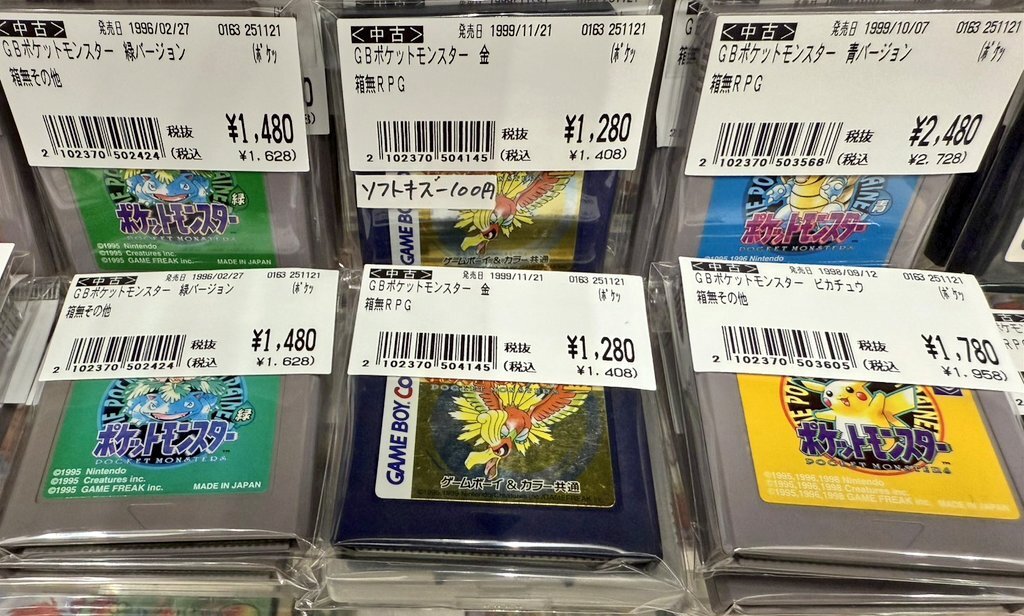 <中古> 発売日 1996/02/27 0163 251121
GBポケットモンスター 緑バージョン (ポケッ
箱無その他
¥1,480
税抜
2 102370 502424 (税込 ¥1.628)
緑
ポケットモンスター
©1995 Nintendo
©1995 Creatures inc.
©1995 GAME FREAK inc. MADE IN JAPAN
<中古> 発売日 1999/11/21 0163 251121
GBポケットモンスター 金 (ポケッ
箱無RPG
¥1,280
税抜
2 102370 504145 (税込 ¥1.408)
ソフトキズー100円
GAME BOY
ゲームボーイ&カラー共通
<中古> 発売日 1999/10/07 0163 251121
GBポケットモンスター 青バージョン (ポケッ
箱無RPG
¥2,480
税抜
2 102370 503568 (税込 ¥2.728)
青
ポケットモンスター
POCKET MONSTERS
<中古> 発売日 1996/02/27 0163 251121
GBポケットモンスター 緑バージョン (ポケッ
箱無その他
¥1,480
税抜
2 102370 502424 (税込 ¥1.628)
緑
ポケットモンスター
POCKET MONSTERS
©1995 Nintendo
©1995 Creatures inc.
©1995 GAME FREAK inc. MADE IN JAPAN
<中古> 発売日 1999/11/21 0163 251121
GBポケットモンスター 金 (ポケッ
箱無RPG
¥1,280
税抜
2 102370 504145 (税込 ¥1.408)
GAME BOY CO
ゲームボーイ&カラー共通
<中古> 発売日 1998/09/12 0163 251121
GBポケットモンスター ピカチュウ (ポケッ
箱無その他
¥1,780
税抜
2 102370 503605 (税込 ¥1.958)
ポケットモンスター
POCKET MONSTERS
©1995,1996,1998 Nintendo
©1995,1996,1998 Creatures inc.
©1995,1996,1998 GAME FREAK inc. MADE IN JAPAN